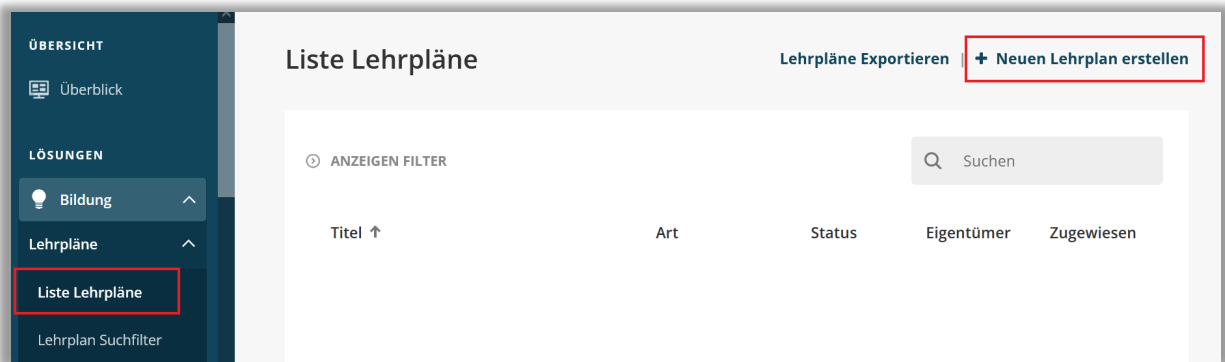 ÜBERSICHT
Überblick
LÖSUNGEN
Bildung
Lehrpläne
Liste Lehrpläne
Lehrplan Suchfilter
Liste Lehrpläne
Lehrpläne Exportieren | + Neuen Lehrplan erstellen
ANZEIGEN FILTER
Suchen
Titel ↑ Art Status Eigentümer Zugewiesen